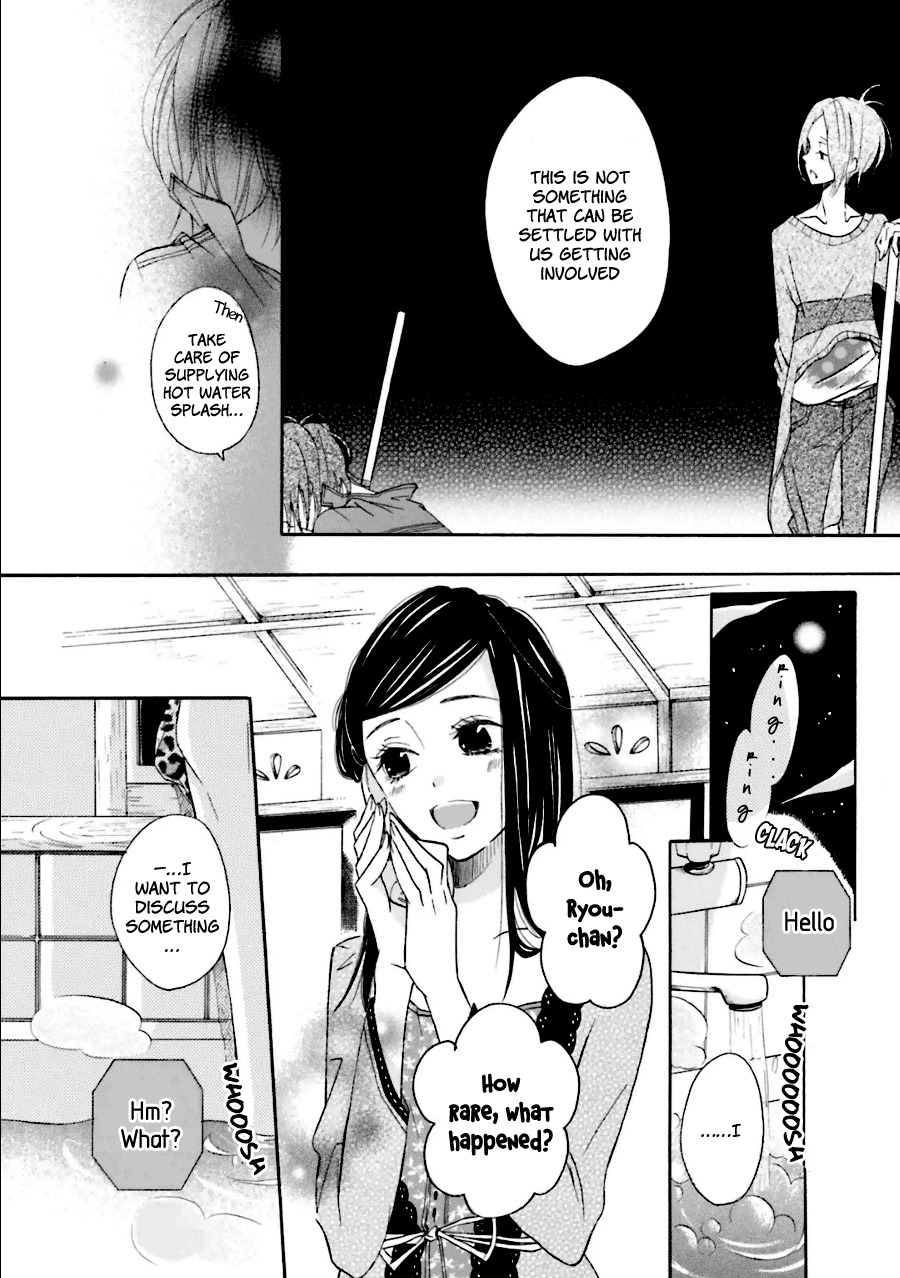 THIS IS NOT
SOMETHING
THAT CAN BE
SETTLED WITH
US GETTING
INVOLVED
Then
TAKE
CARE OF
SUPPLYING
HOT WATER
SPLASH...
ring...
ring
CLACK
Hello
WHOOOOOOSH
......I
Oh,
Ryou-
chan?
How
rare, what
happened?
—...I
WANT TO
DISCUSS
SOMETHING
...
WHOOOOSH
Hm?
What?